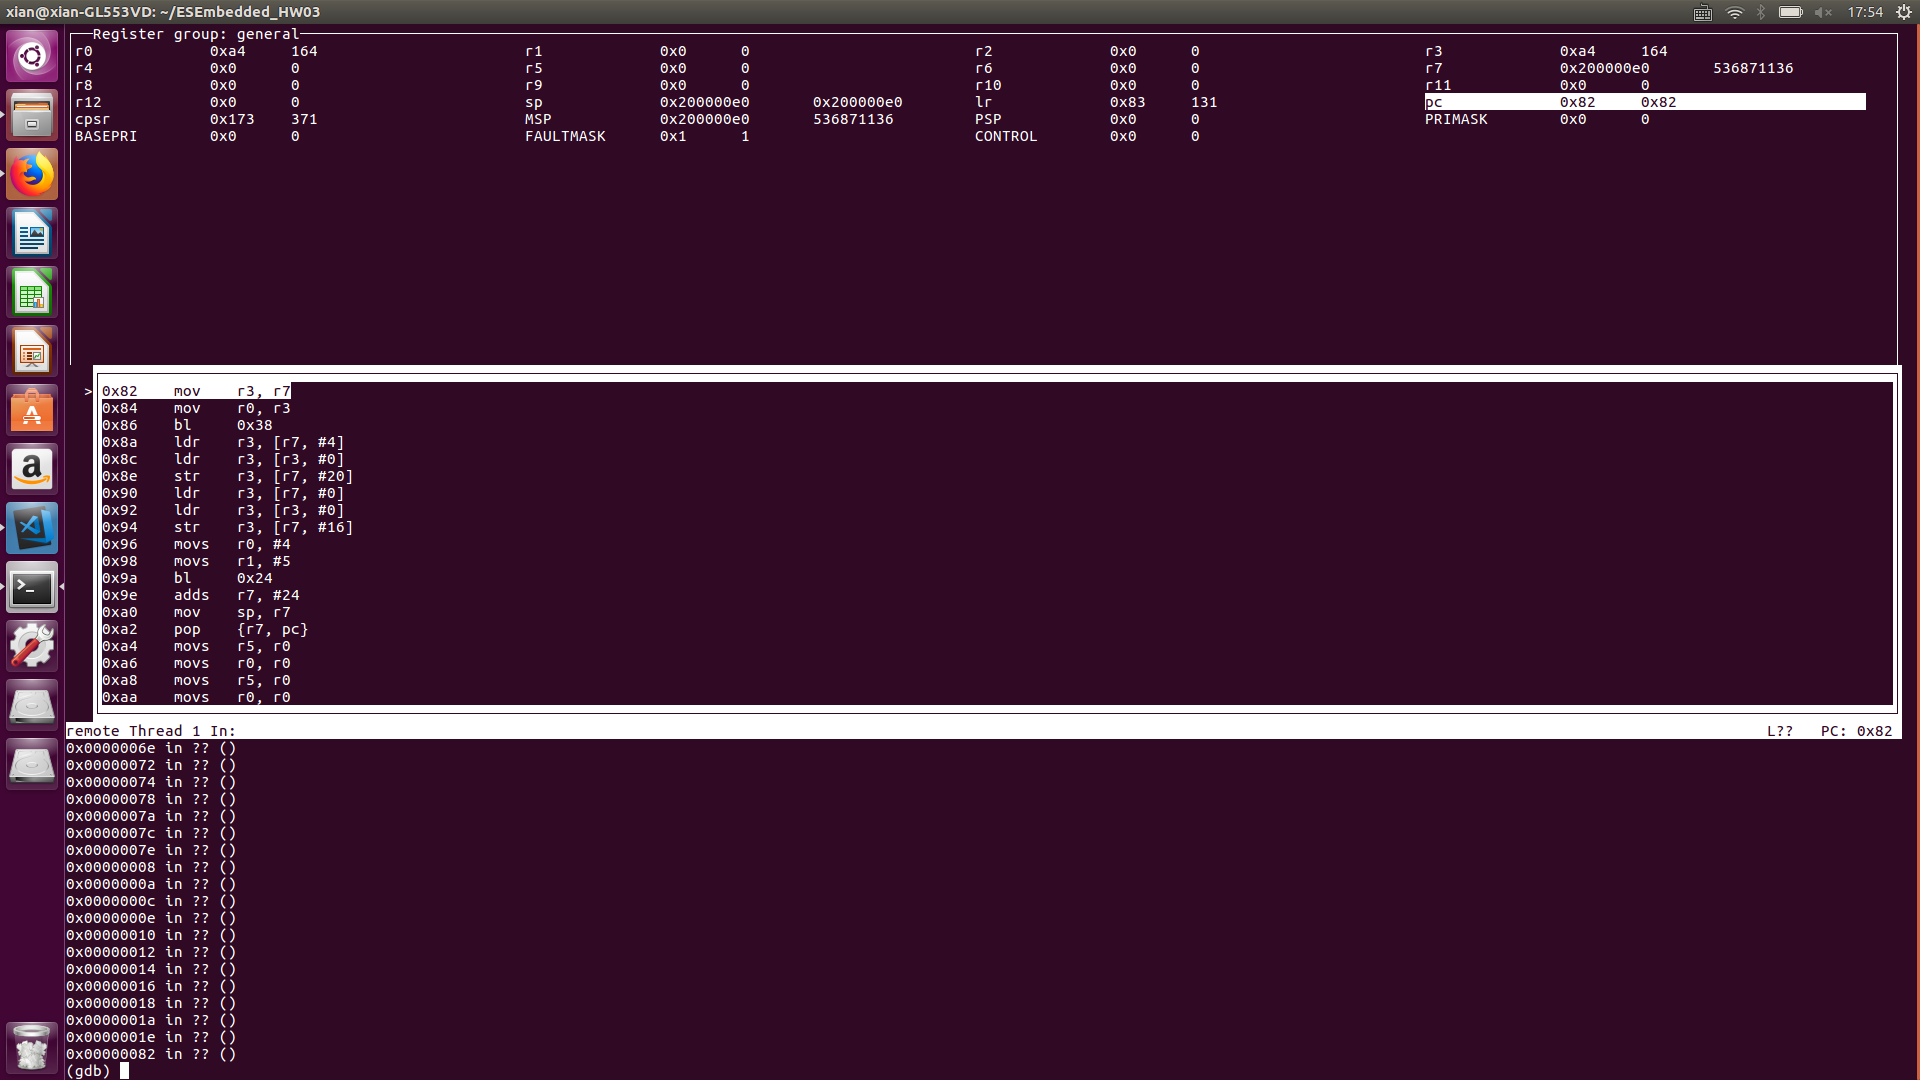 xian@xian-GL553VD: ~/ESEmbedded_HW03 17:54
Register group: general
r0 0xa4 164 r1 0x0 0 r2 0x0 0 r3 0xa4 164
r4 0x0 0 r5 0x0 0 r6 0x0 0 r7 0x200000e0 536871136
r8 0x0 0 r9 0x0 0 r10 0x0 0 r11 0x0 0
r12 0x0 0 sp 0x200000e0 0x200000e0 lr 0x83 131 pc 0x82 0x82
cpsr 0x173 371 MSP 0x200000e0 536871136 PSP 0x0 0 PRIMASK 0x0 0
BASEPRI 0x0 0 FAULTMASK 0x1 1 CONTROL 0x0 0
>0x82 mov r3, r7
0x84 mov r0, r3
0x86 bl 0x38
0x8a ldr r3, [r7, #4]
0x8c ldr r3, [r3, #0]
0x8e str r3, [r7, #20]
0x90 ldr r3, [r7, #0]
0x92 ldr r3, [r3, #0]
0x94 str r3, [r7, #16]
0x96 movs r0, #4
0x98 movs r1, #5
0x9a bl 0x24
0x9e adds r7, #24
0xa0 mov sp, r7
0xa2 pop {r7, pc}
0xa4 movs r5, r0
0xa6 movs r0, r0
0xa8 movs r5, r0
0xaa movs r0, r0
remote Thread 1 In: L?? PC: 0x82
0x0000006e in ?? ()
0x00000072 in ?? ()
0x00000074 in ?? ()
0x00000078 in ?? ()
0x0000007a in ?? ()
0x0000007c in ?? ()
0x0000007e in ?? ()
0x00000008 in ?? ()
0x0000000a in ?? ()
0x0000000c in ?? ()
0x0000000e in ?? ()
0x00000010 in ?? ()
0x00000012 in ?? ()
0x00000014 in ?? ()
0x00000016 in ?? ()
0x00000018 in ?? ()
0x0000001a in ?? ()
0x0000001e in ?? ()
0x00000082 in ?? ()
(gdb)